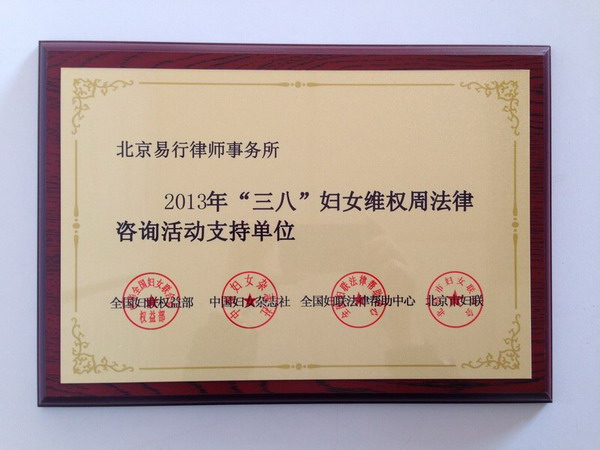 北京易行律师事务所
2013年“三八”妇女维权周法律
咨询活动支持单位
全国妇联权益部 中国妇女杂志社 全国妇联法律帮助中心 北京市妇联
权益部